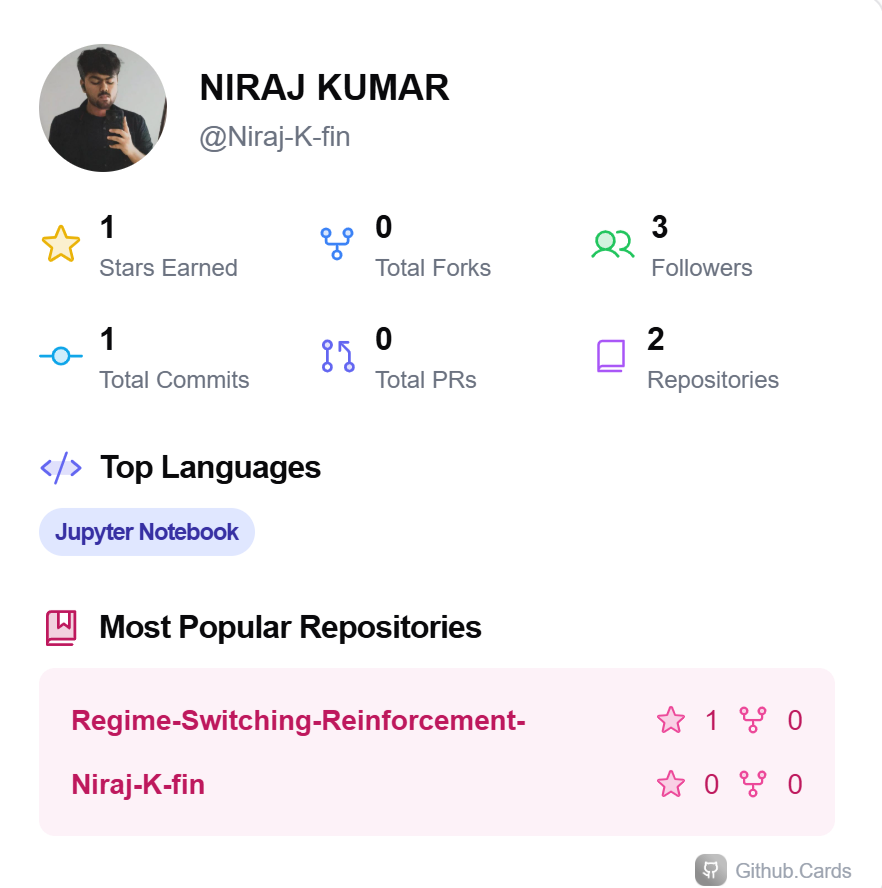 NIRAJ KUMAR
@Niraj-K-fin
1
Stars Earned
0
Total Forks
3
Followers
1
Total Commits
0
Total PRs
2
Repositories
</> Top Languages
Jupyter Notebook
Most Popular Repositories
Regime-Switching-Reinforcement- 1 0
Niraj-K-fin 0 0
Github.Cards